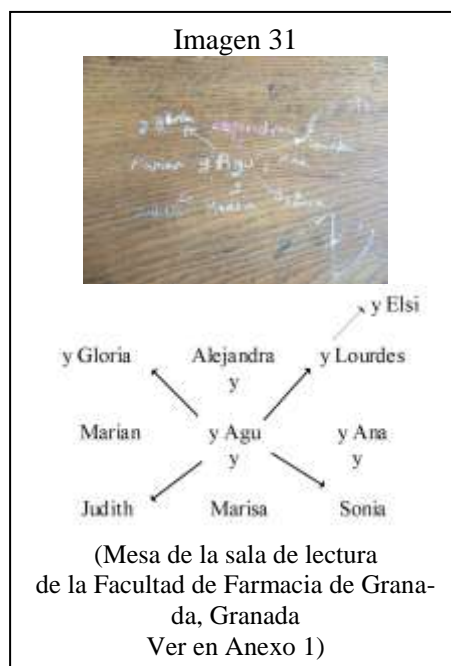 Imagen 31
y Elsi
y Gloria Alejandra y Lourdes
y
Marian y Agu y Ana
y y
Judith Marisa Sonia
(Mesa de la sala de lectura
de la Facultad de Farmacia de Grana-
da, Granada
Ver en Anexo 1)